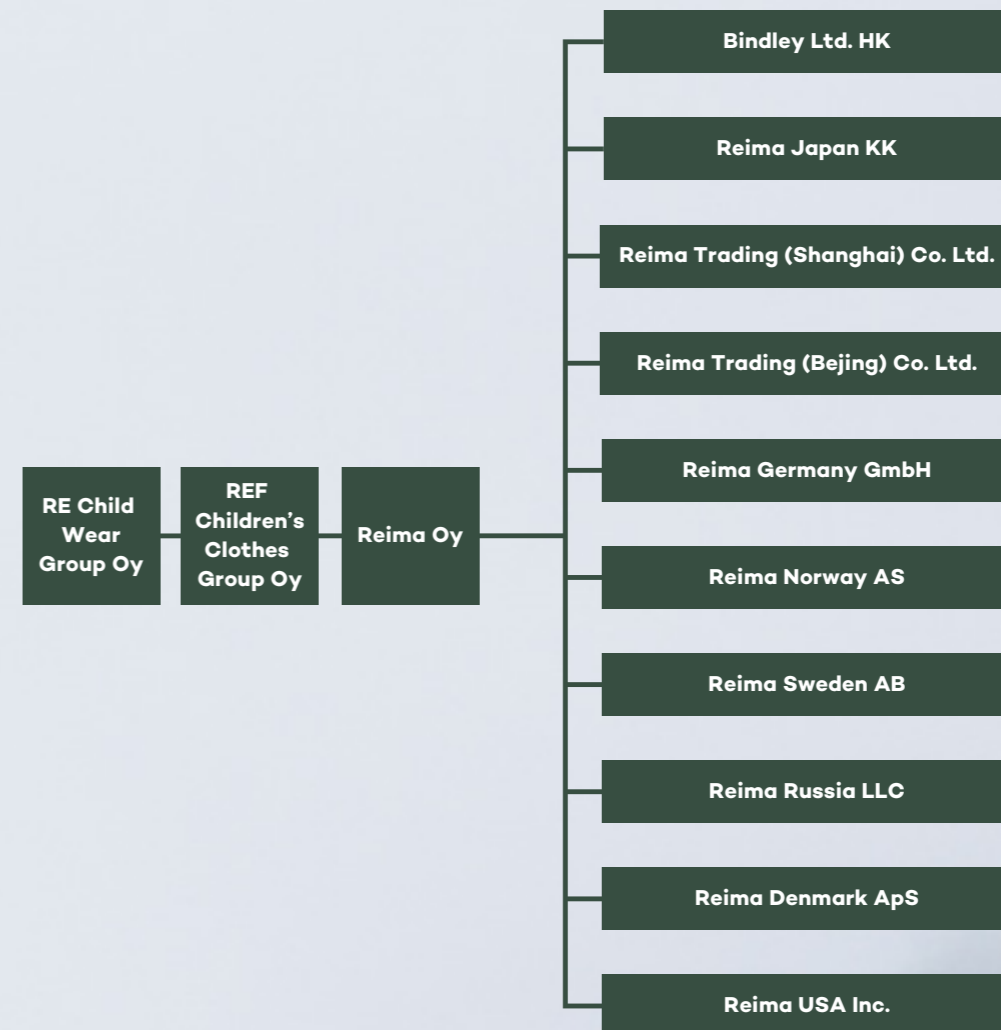 Bindley Ltd. HK
Reima Japan KK
Reima Trading (Shanghai) Co. Ltd.
Reima Trading (Bejing) Co. Ltd.
Reima Germany GmbH
RE Child
Wear
Group Oy
REF
Children’s
Clothes
Group Oy
Reima Oy
Reima Norway AS
Reima Sweden AB
Reima Russia LLC
Reima Denmark ApS
Reima USA Inc.